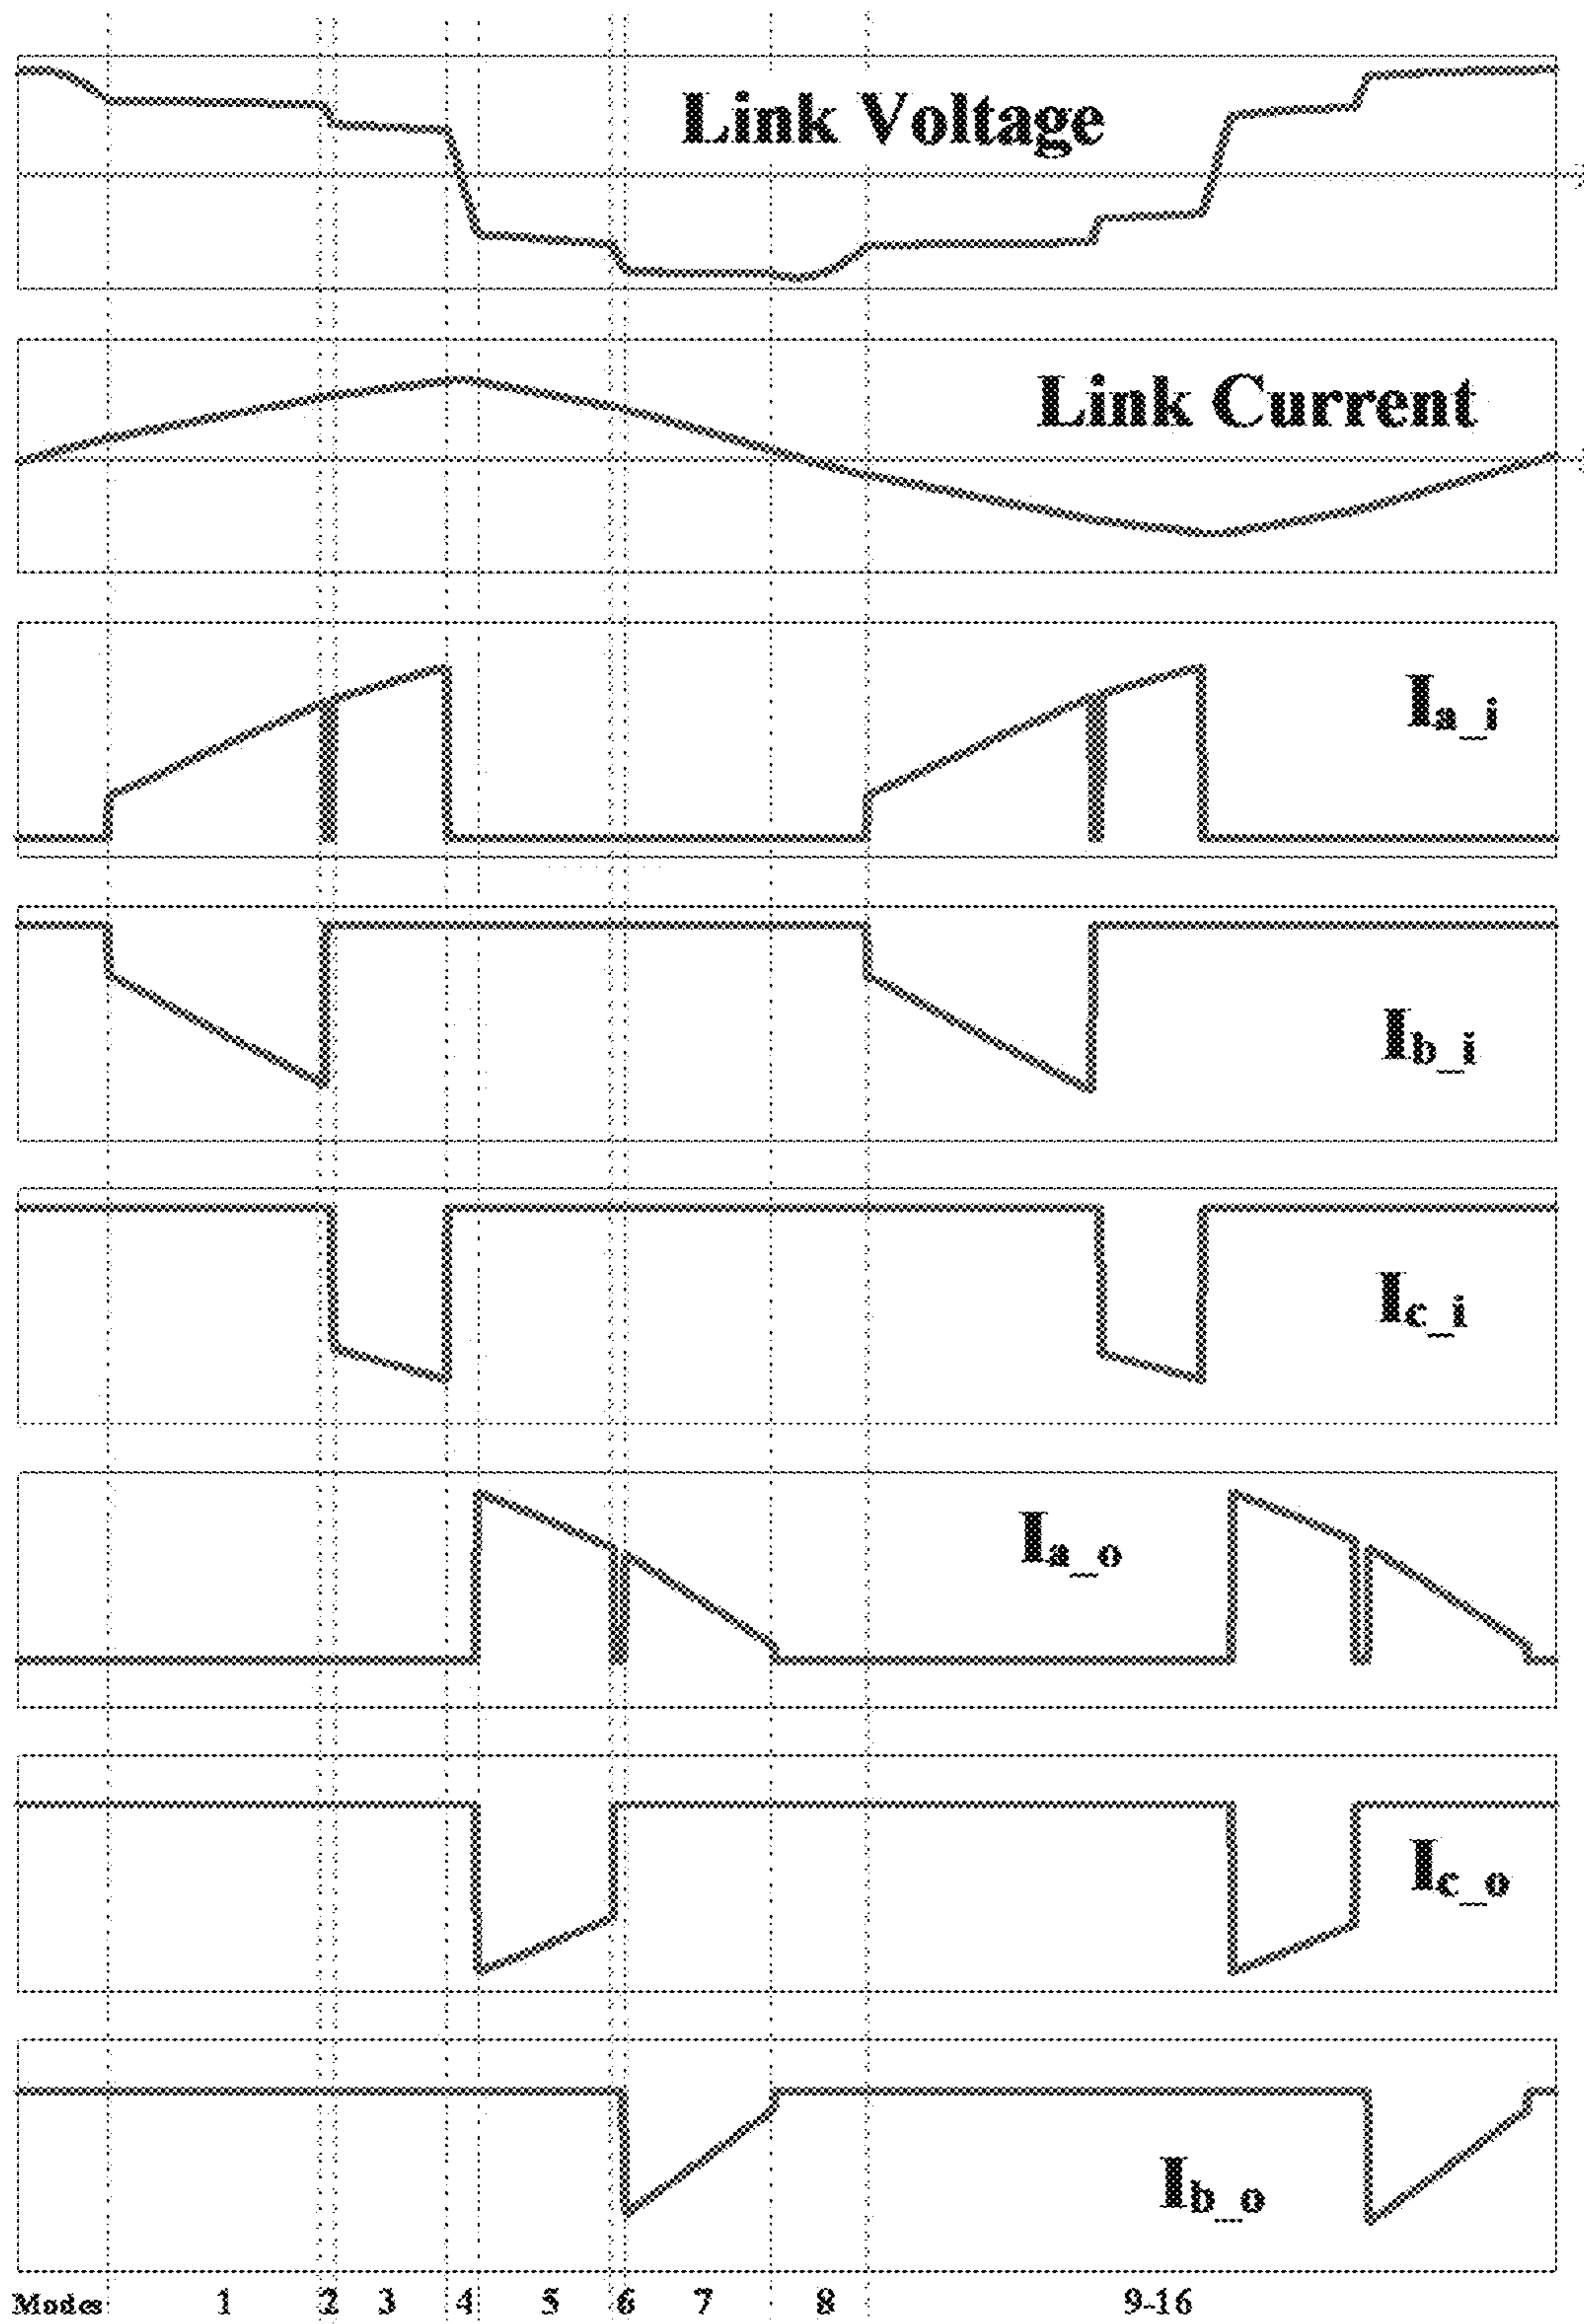 Link Voltage
Link Current
Ia_i
Ib_i
Ic_i
Ia_o
Ic_o
Ib_o
Modes 1 2 3 4 5 6 7 8 9-16